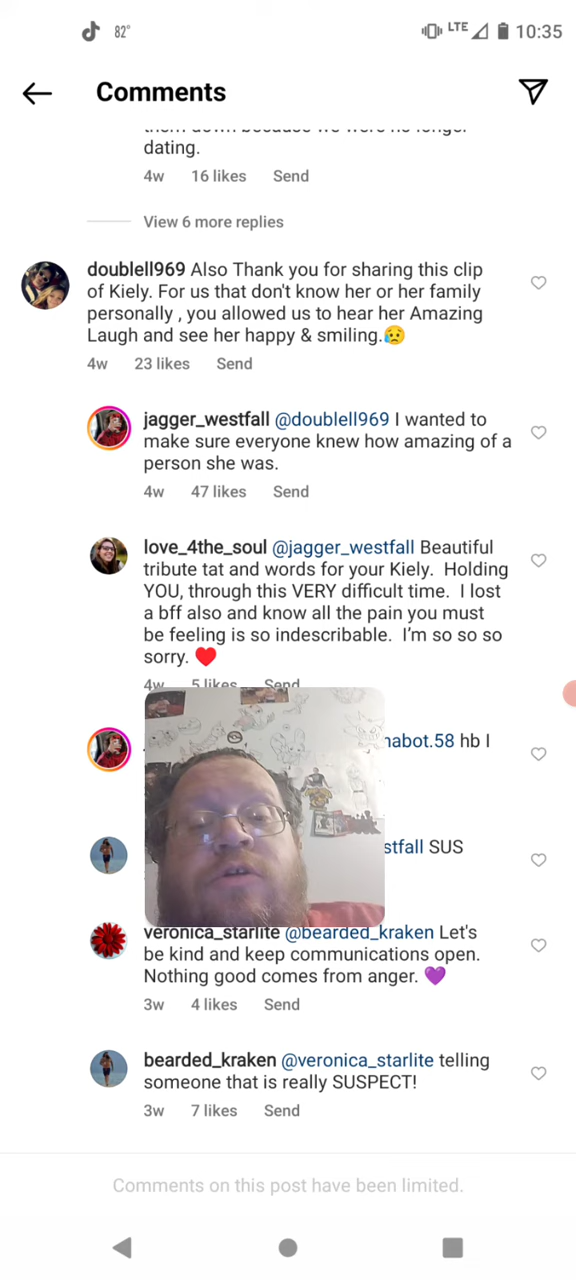 82°
LTE 10:35
Comments
dating.
4w 16 likes Send
View 6 more replies
doublell969 Also Thank you for sharing this clip
of Kiely. For us that don't know her or her family
personally , you allowed us to hear her Amazing
Laugh and see her happy & smiling.😥
4w 23 likes Send
jagger_westfall @doublell969 I wanted to
make sure everyone knew how amazing of a
person she was.
4w 47 likes Send
love_4the_soul @jagger_westfall Beautiful
tribute tat and words for your Kiely. Holding
YOU, through this VERY difficult time. I lost
a bff also and know all the pain you must
be feeling is so indescribable. I'm so so so
sorry. ❤️
4w 5 likes Send
abot.58 hb I
stfall SUS
veronica_starlite @bearded_kraken Let's
be kind and keep communications open.
Nothing good comes from anger. 💜
3w 4 likes Send
bearded_kraken @veronica_starlite telling
someone that is really SUSPECT!
3w 7 likes Send
Comments on this post have been limited.